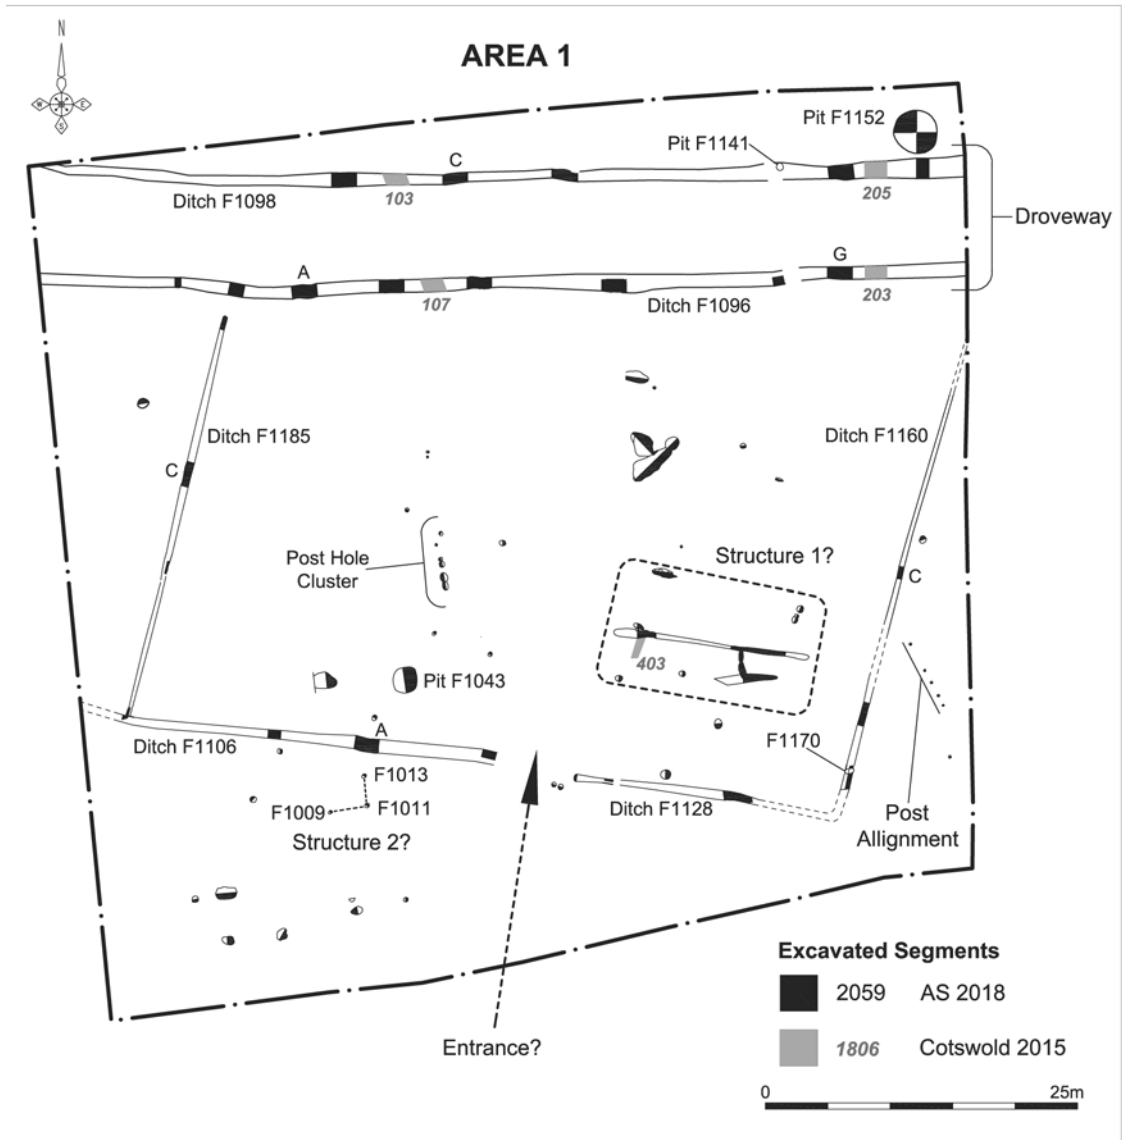 N
W
E
S
AREA 1
Pit F1152
Pit F1141
C
Ditch F1098
103
205
Droveway
A
G
107
Ditch F1096
203
Ditch F1185
Ditch F1160
C
Post Hole
Cluster
Structure 1?
C
403
Pit F1043
Ditch F1106
A
F1170
F1013
F1009
F1011
Ditch F1128
Structure 2?
Post
Allignment
Entrance?
Excavated Segments
2059 AS 2018
1806 Cotswold 2015
0 25m